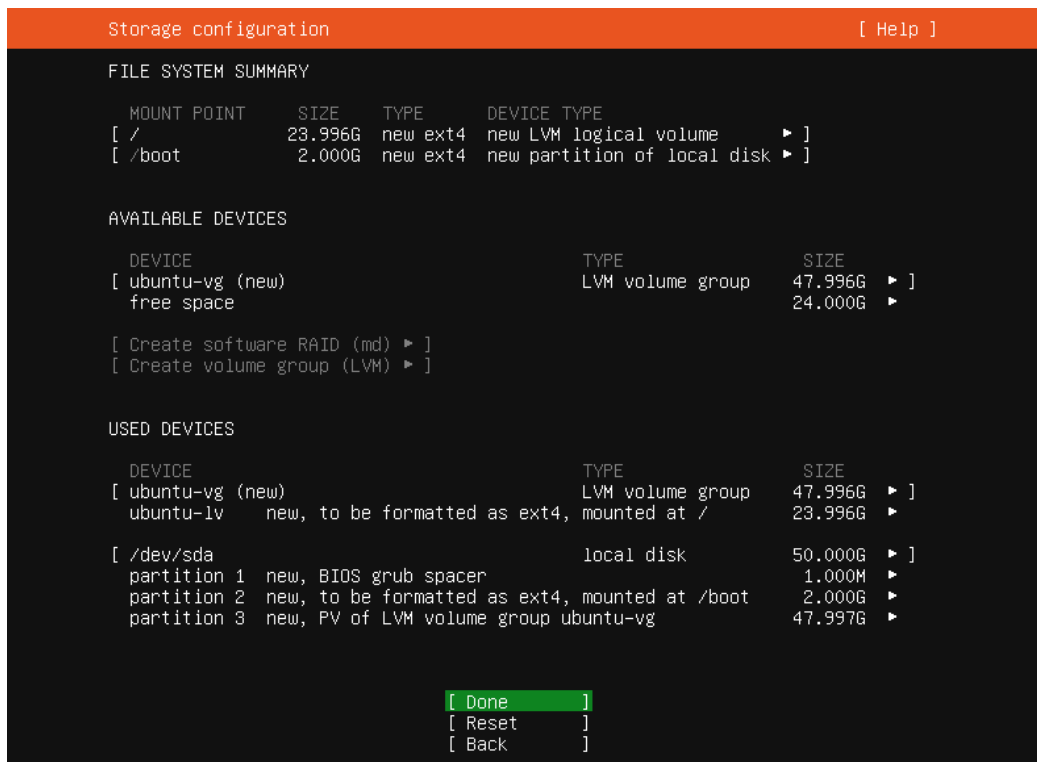 Storage configuration [ Help ]
FILE SYSTEM SUMMARY
MOUNT POINT SIZE TYPE DEVICE TYPE
[ / 23.996G new ext4 new LVM logical volume ▸ ]
[ /boot 2.000G new ext4 new partition of local disk ▸ ]
AVAILABLE DEVICES
DEVICE TYPE SIZE
[ ubuntu-vg (new) LVM volume group 47.996G ▸ ]
free space 24.000G ▸
[ Create software RAID (md) ▸ ]
[ Create volume group (LVM) ▸ ]
USED DEVICES
DEVICE TYPE SIZE
[ ubuntu-vg (new) LVM volume group 47.996G ▸ ]
ubuntu-lv new, to be formatted as ext4, mounted at / 23.996G ▸
[ /dev/sda local disk 50.000G ▸ ]
partition 1 new, BIOS grub spacer 1.000M ▸
partition 2 new, to be formatted as ext4, mounted at /boot 2.000G ▸
partition 3 new, PV of LVM volume group ubuntu-vg 47.997G ▸
[ Done ]
[ Reset ]
[ Back ]